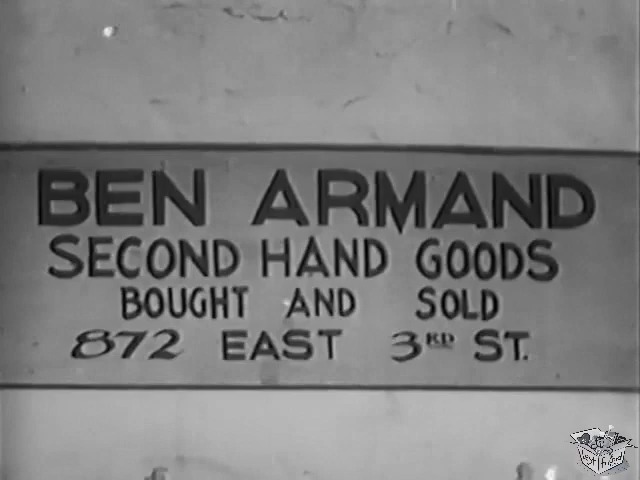 BEN ARMAND
SECOND HAND GOODS
BOUGHT AND SOLD
872 EAST 3RD ST.